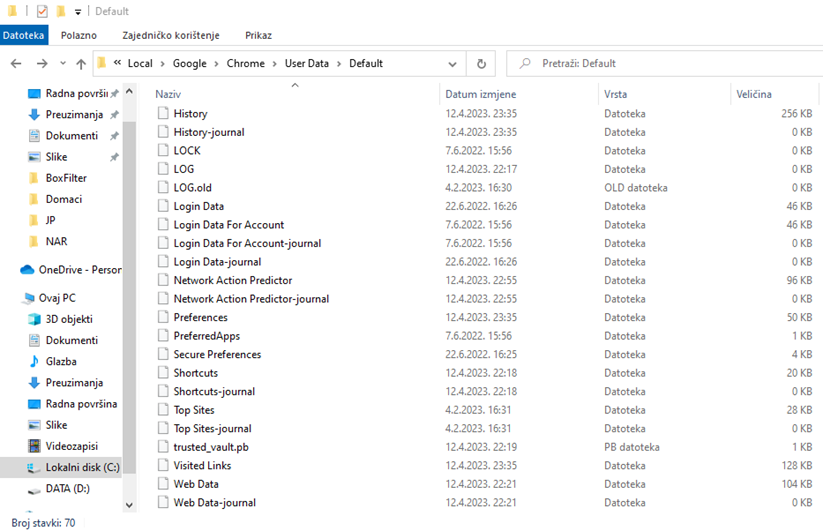 Default
Datoteka Polazno Zajedničko korištenje Prikaz
« Local › Google › Chrome › User Data › Default
Pretraži: Default
Radna površi
Preuzimanja
Dokumenti
Slike
BoxFilter
Domaci
JP
NAR
OneDrive - Person
Ovaj PC
3D objekti
Dokumenti
Glazba
Preuzimanja
Radna površina
Slike
Videozapisi
Lokalni disk (C:)
DATA (D:)
Naziv Datum izmjene Vrsta Veličina
History 12.4.2023. 23:35 Datoteka 256 KB
History-journal 12.4.2023. 23:35 Datoteka 0 KB
LOCK 7.6.2022. 15:56 Datoteka 0 KB
LOG 12.4.2023. 22:17 Datoteka 0 KB
LOG.old 4.2.2023. 16:30 OLD datoteka 0 KB
Login Data 22.6.2022. 16:26 Datoteka 46 KB
Login Data For Account 7.6.2022. 15:56 Datoteka 46 KB
Login Data For Account-journal 7.6.2022. 15:56 Datoteka 0 KB
Login Data-journal 22.6.2022. 16:26 Datoteka 0 KB
Network Action Predictor 12.4.2023. 22:55 Datoteka 96 KB
Network Action Predictor-journal 12.4.2023. 22:55 Datoteka 0 KB
Preferences 12.4.2023. 23:35 Datoteka 50 KB
PreferredApps 7.6.2022. 15:56 Datoteka 1 KB
Secure Preferences 22.6.2022. 16:25 Datoteka 4 KB
Shortcuts 12.4.2023. 22:18 Datoteka 20 KB
Shortcuts-journal 12.4.2023. 22:18 Datoteka 0 KB
Top Sites 4.2.2023. 16:31 Datoteka 28 KB
Top Sites-journal 4.2.2023. 16:31 Datoteka 0 KB
trusted_vault.pb 12.4.2023. 22:19 PB datoteka 1 KB
Visited Links 12.4.2023. 23:35 Datoteka 128 KB
Web Data 12.4.2023. 22:21 Datoteka 104 KB
Web Data-journal 12.4.2023. 22:21 Datoteka 0 KB
Broj stavki: 70